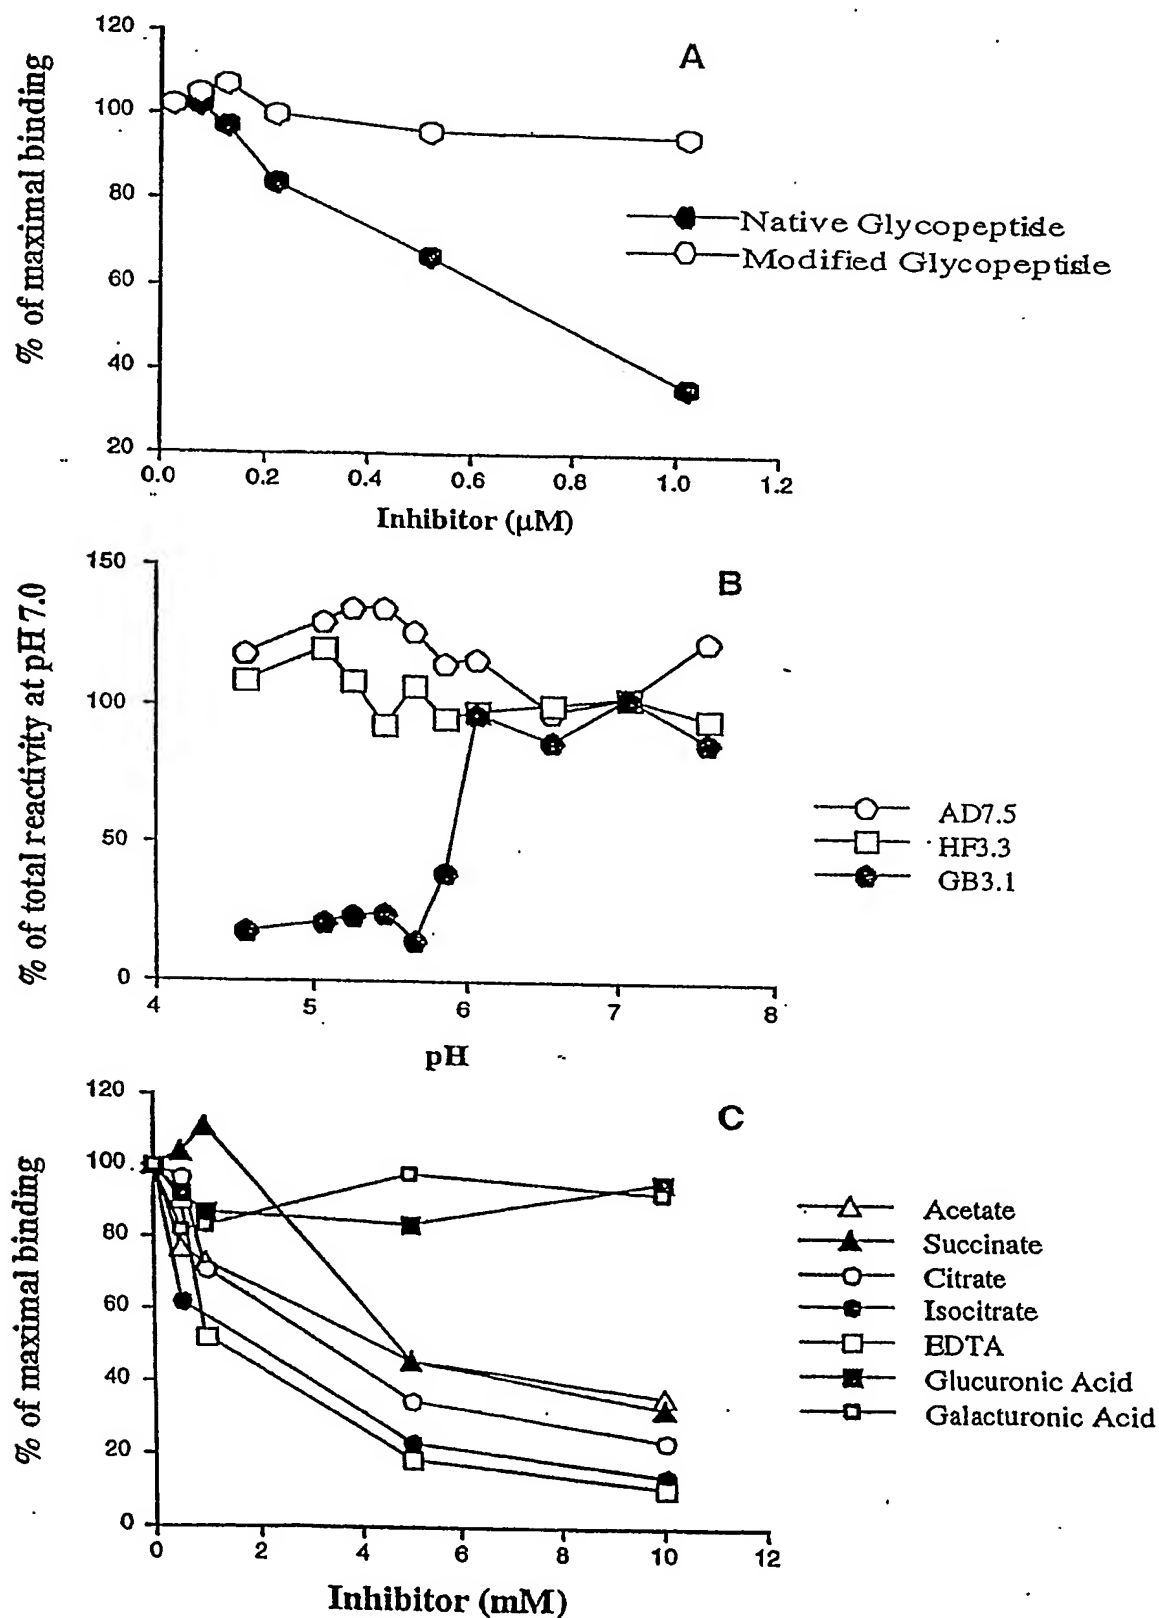 A
% of maximal binding
120
100
80
60
40
20
0.0 0.2 0.4 0.6 0.8 1.0 1.2
Inhibitor (μM)
Native Glycopeptide
Modified Glycopeptide
B
% of total reactivity at pH 7.0
150
100
50
0
4 5 6 7 8
pH
AD7.5
HF3.3
GB3.1
C
% of maximal binding
120
100
80
60
40
20
0
0 2 4 6 8 10 12
Inhibitor (mM)
Acetate
Succinate
Citrate
Isocitrate
EDTA
Glucuronic Acid
Galacturonic Acid